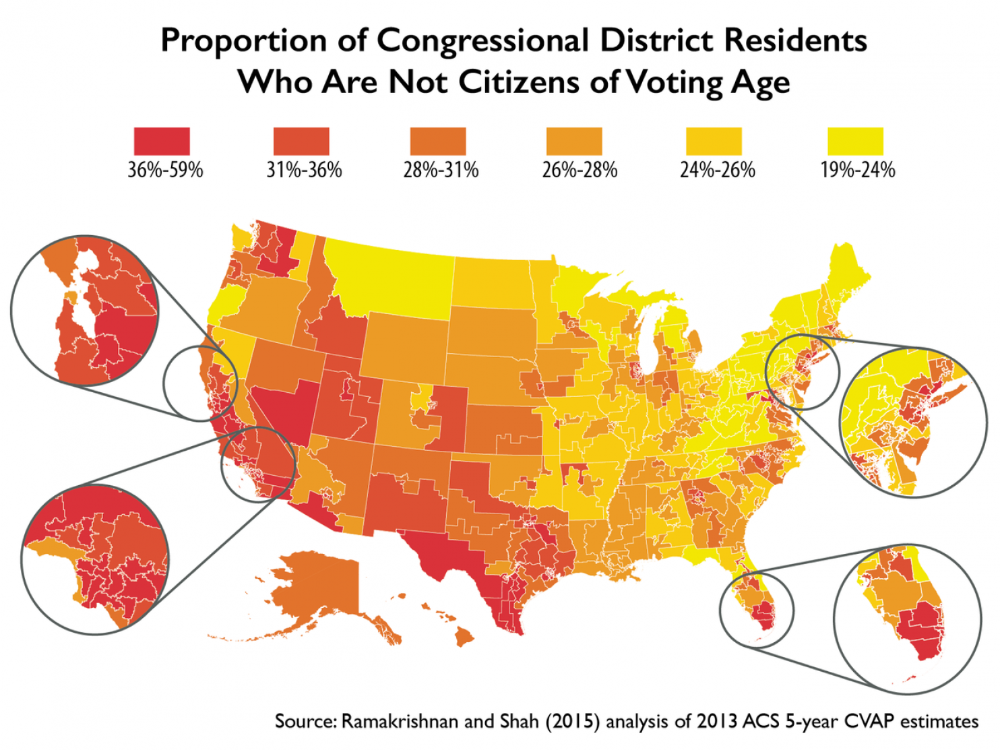 Proportion of Congressional District Residents
Who Are Not Citizens of Voting Age
36%-59%
31%-36%
28%-31%
26%-28%
24%-26%
19%-24%
Source: Ramakrishnan and Shah (2015) analysis of 2013 ACS 5-year CVAP estimates